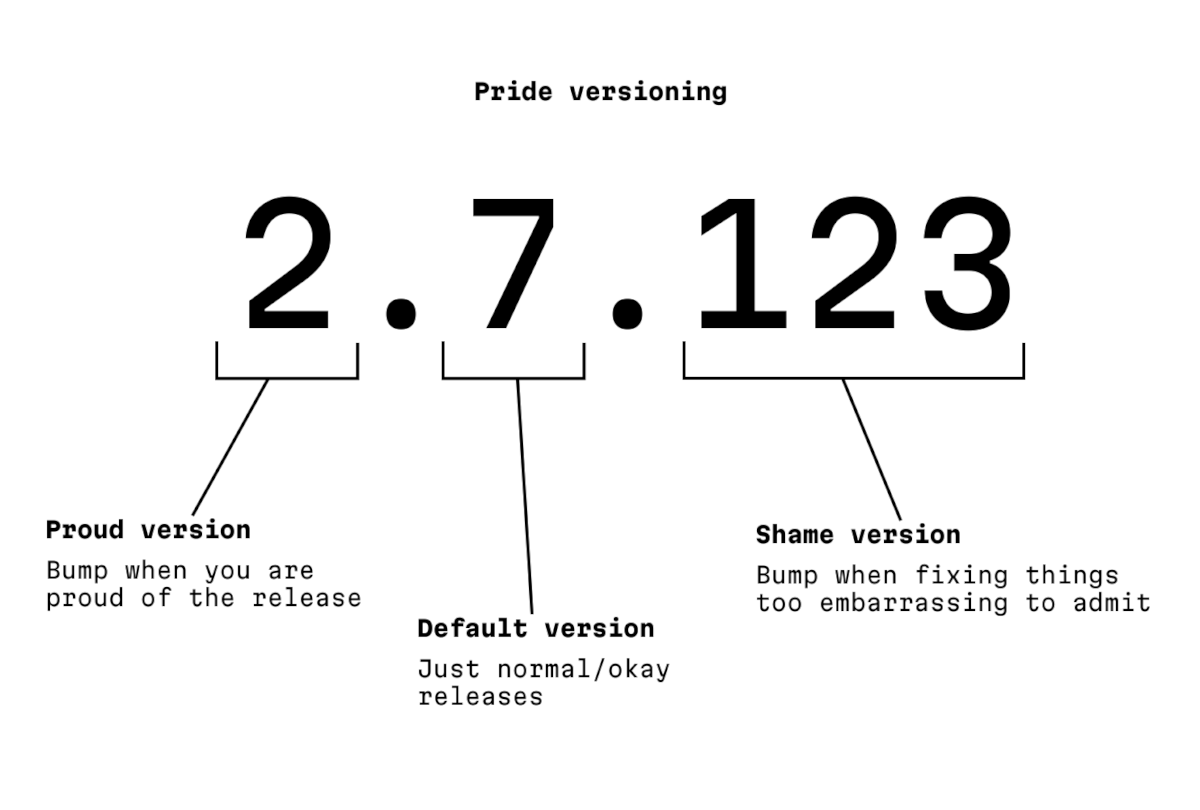 Pride versioning
2.7.123
Proud version
Bump when you are
proud of the release
Default version
Just normal/okay
releases
Shame version
Bump when fixing things
too embarrassing to admit